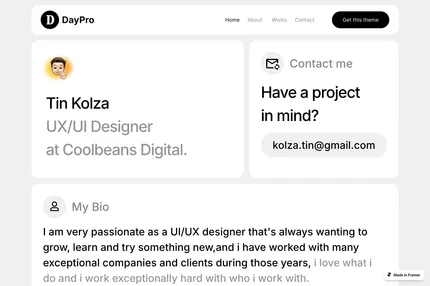 D DayPro
Home About Works Contact Get this theme
Tin Kolza
UX/UI Designer
at Coolbeans Digital.
Contact me
Have a project
in mind?
kolza.tin@gmail.com
My Bio
I am very passionate as a UI/UX designer that's always wanting to
grow, learn and try something new,and i have worked with many
exceptional companies and clients during those years, i love what i
do and i work exceptionally hard with who i work with.
Made in Framer